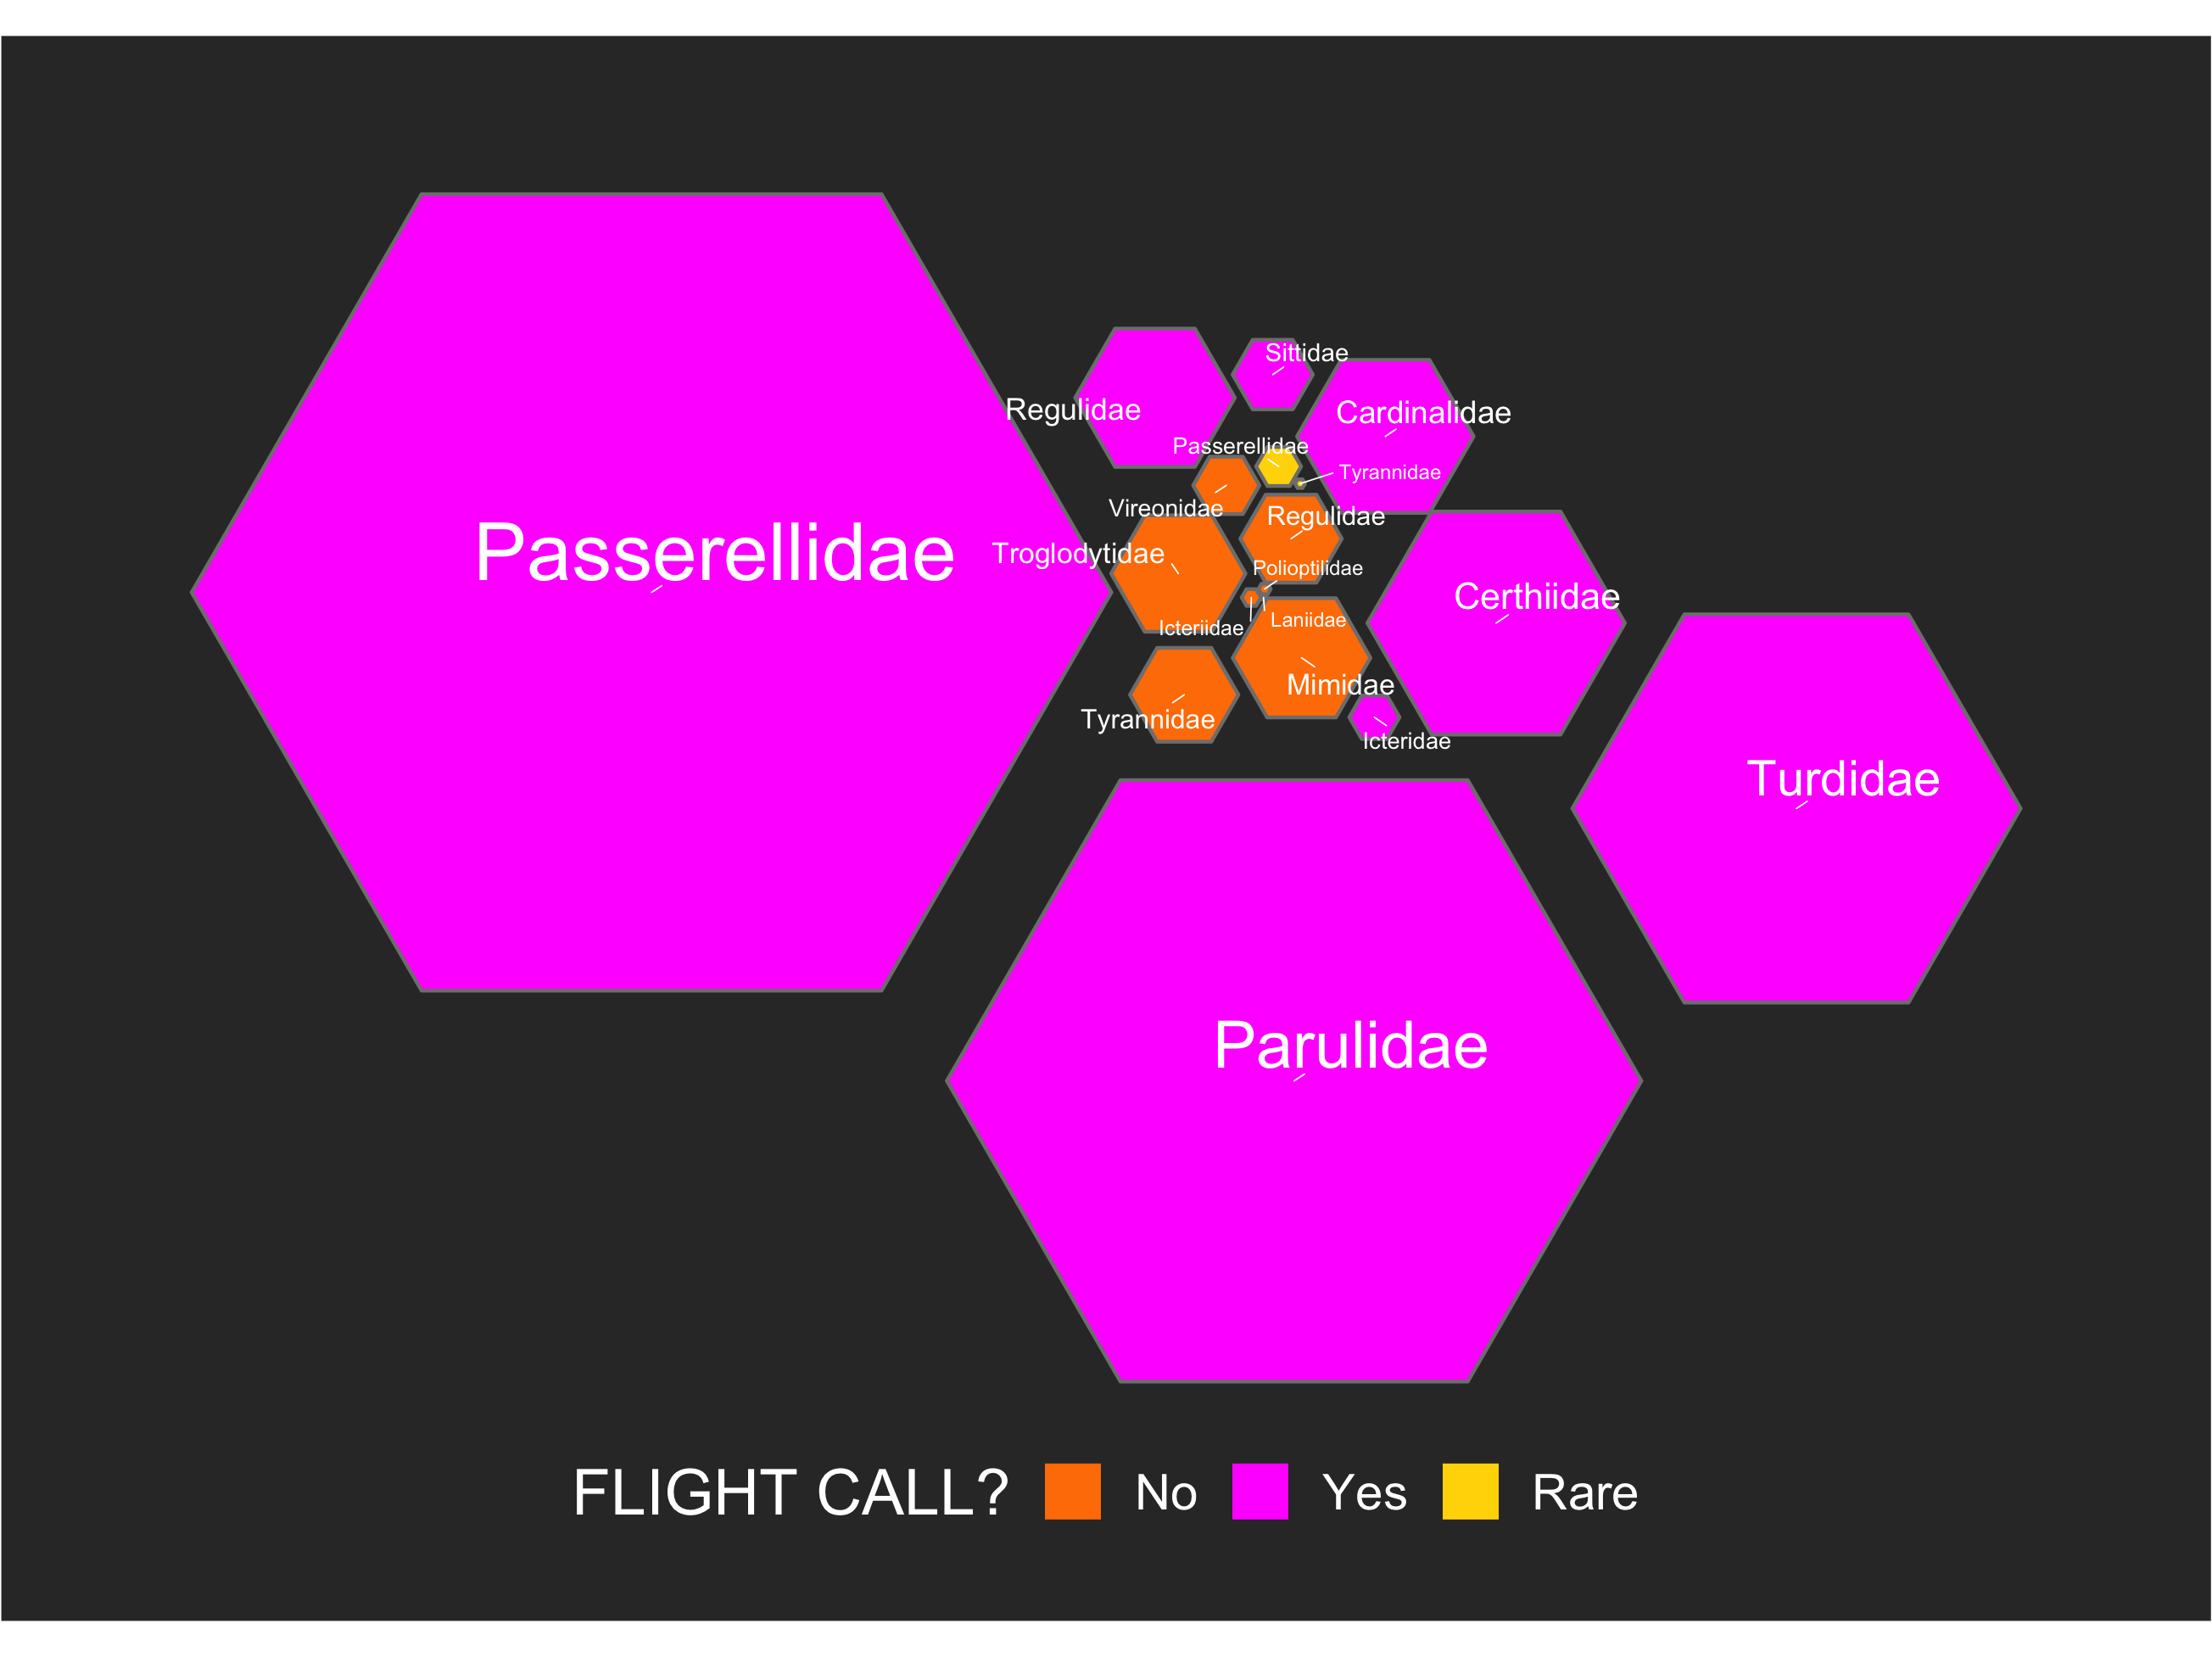 Sittidae
Regulidae
Cardinalidae
Passerellidae
Tyrannidae
Vireonidae
Regulidae
Passerellidae
Troglodytidae
Polioptilidae
Certhiidae
Icteriidae
Laniidae
Mimidae
Tyrannidae
Icteridae
Turdidae
Parulidae
FLIGHT CALL? No Yes Rare